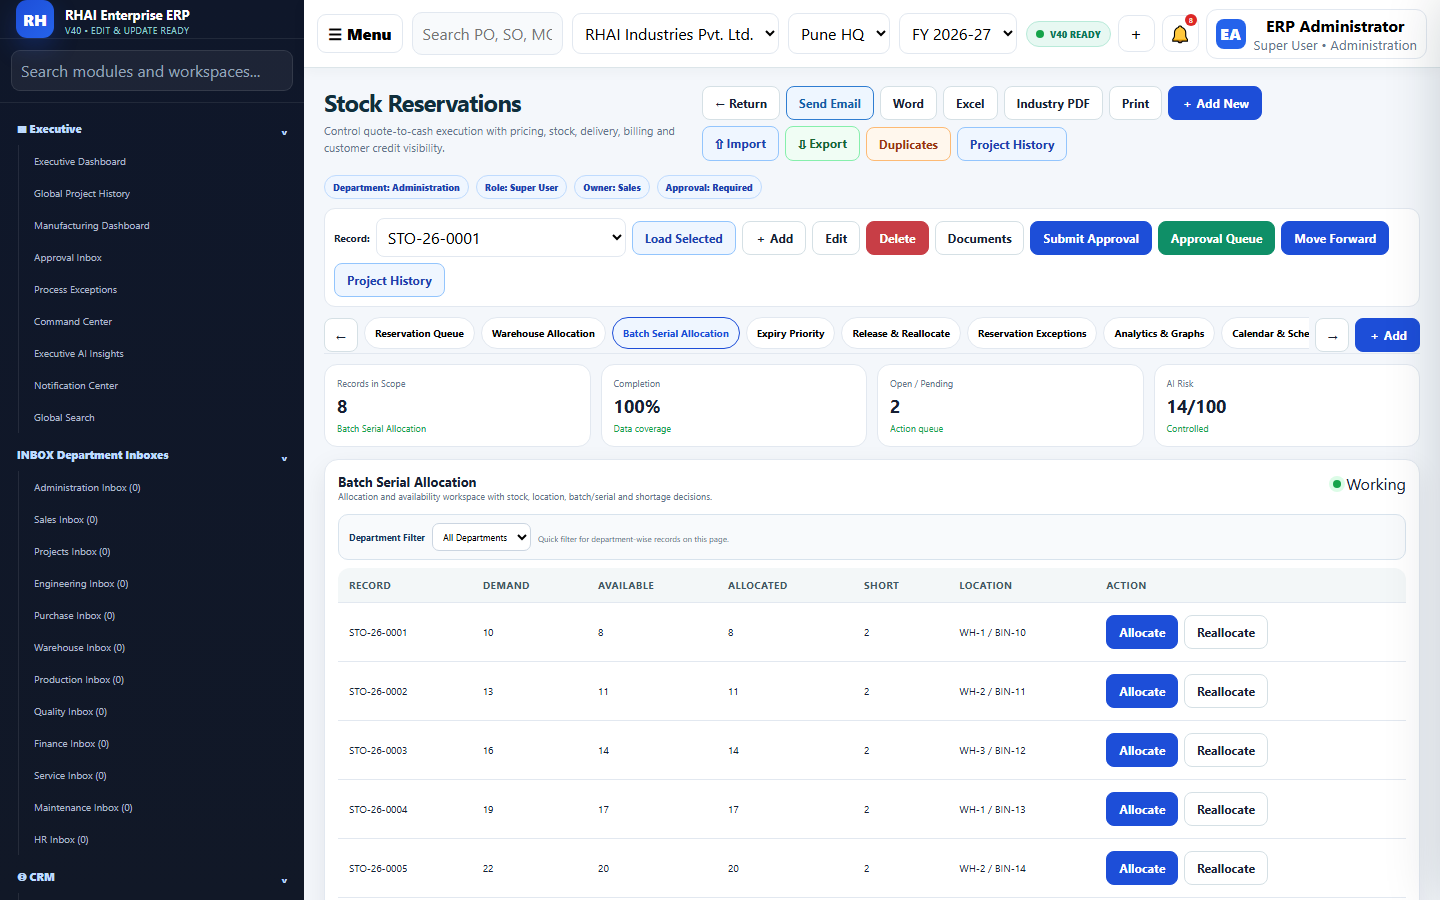 RH
RHAI Enterprise ERP
V40 • EDIT & UPDATE READY
Search modules and workspaces...
Executive
Executive Dashboard
Global Project History
Manufacturing Dashboard
Approval Inbox
Process Exceptions
Command Center
Executive AI Insights
Notification Center
Global Search
INBOX Department Inboxes
Administration Inbox (0)
Sales Inbox (0)
Projects Inbox (0)
Engineering Inbox (0)
Purchase Inbox (0)
Warehouse Inbox (0)
Production Inbox (0)
Quality Inbox (0)
Finance Inbox (0)
Service Inbox (0)
Maintenance Inbox (0)
HR Inbox (0)
CRM
☰ Menu
Search PO, SO, MC
RHAI Industries Pvt. Ltd.
Pune HQ
FY 2026-27
V40 READY
+
8
EA
ERP Administrator
Super User • Administration
Stock Reservations
Control quote-to-cash execution with pricing, stock, delivery, billing and
customer credit visibility.
← Return
Send Email
Word
Excel
Industry PDF
Print
+ Add New
⇧ Import
⇩ Export
Duplicates
Project History
Department: Administration
Role: Super User
Owner: Sales
Approval: Required
Record:
STO-26-0001
Load Selected
+ Add
Edit
Delete
Documents
Submit Approval
Approval Queue
Move Forward
Project History
←
Reservation Queue
Warehouse Allocation
Batch Serial Allocation
Expiry Priority
Release & Reallocate
Reservation Exceptions
Analytics & Graphs
Calendar & Sche
→
+ Add
Records in Scope
8
Batch Serial Allocation
Completion
100%
Data coverage
Open / Pending
2
Action queue
AI Risk
14/100
Controlled
Batch Serial Allocation
Allocation and availability workspace with stock, location, batch/serial and shortage decisions.
Working
Department Filter
All Departments
Quick filter for department-wise records on this page.
RECORD DEMAND AVAILABLE ALLOCATED SHORT LOCATION ACTION
STO-26-0001 10 8 8 2 WH-1 / BIN-10 Allocate Reallocate
STO-26-0002 13 11 11 2 WH-2 / BIN-11 Allocate Reallocate
STO-26-0003 16 14 14 2 WH-3 / BIN-12 Allocate Reallocate
STO-26-0004 19 17 17 2 WH-1 / BIN-13 Allocate Reallocate
STO-26-0005 22 20 20 2 WH-2 / BIN-14 Allocate Reallocate